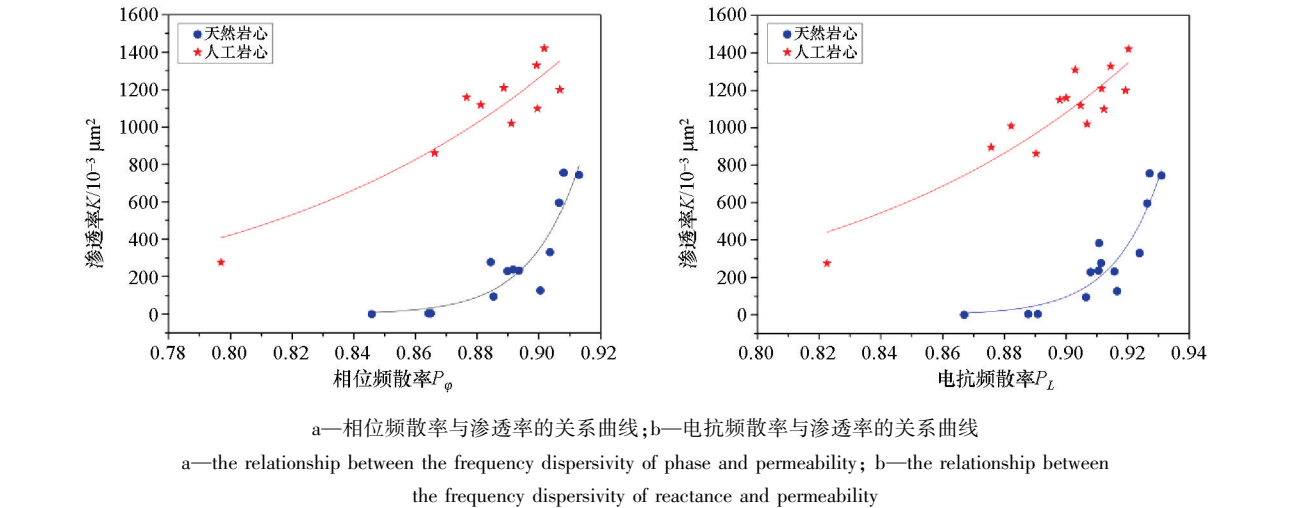 1600
1400
1200
1000
800
600
400
200
0
渗透率K/10⁻³ μm²
天然岩心
人工岩心
0.78 0.80 0.82 0.84 0.86 0.88 0.90 0.92
相位频散率Pφ
1600
1400
1200
1000
800
600
400
200
0
渗透率K/10⁻³ μm²
天然岩心
人工岩心
0.80 0.82 0.84 0.86 0.88 0.90 0.92 0.94
电抗频散率PL
a—相位频散率与渗透率的关系曲线;b—电抗频散率与渗透率的关系曲线
a—the relationship between the frequency dispersivity of phase and permeability; b—the relationship between
the frequency dispersivity of reactance and permeability